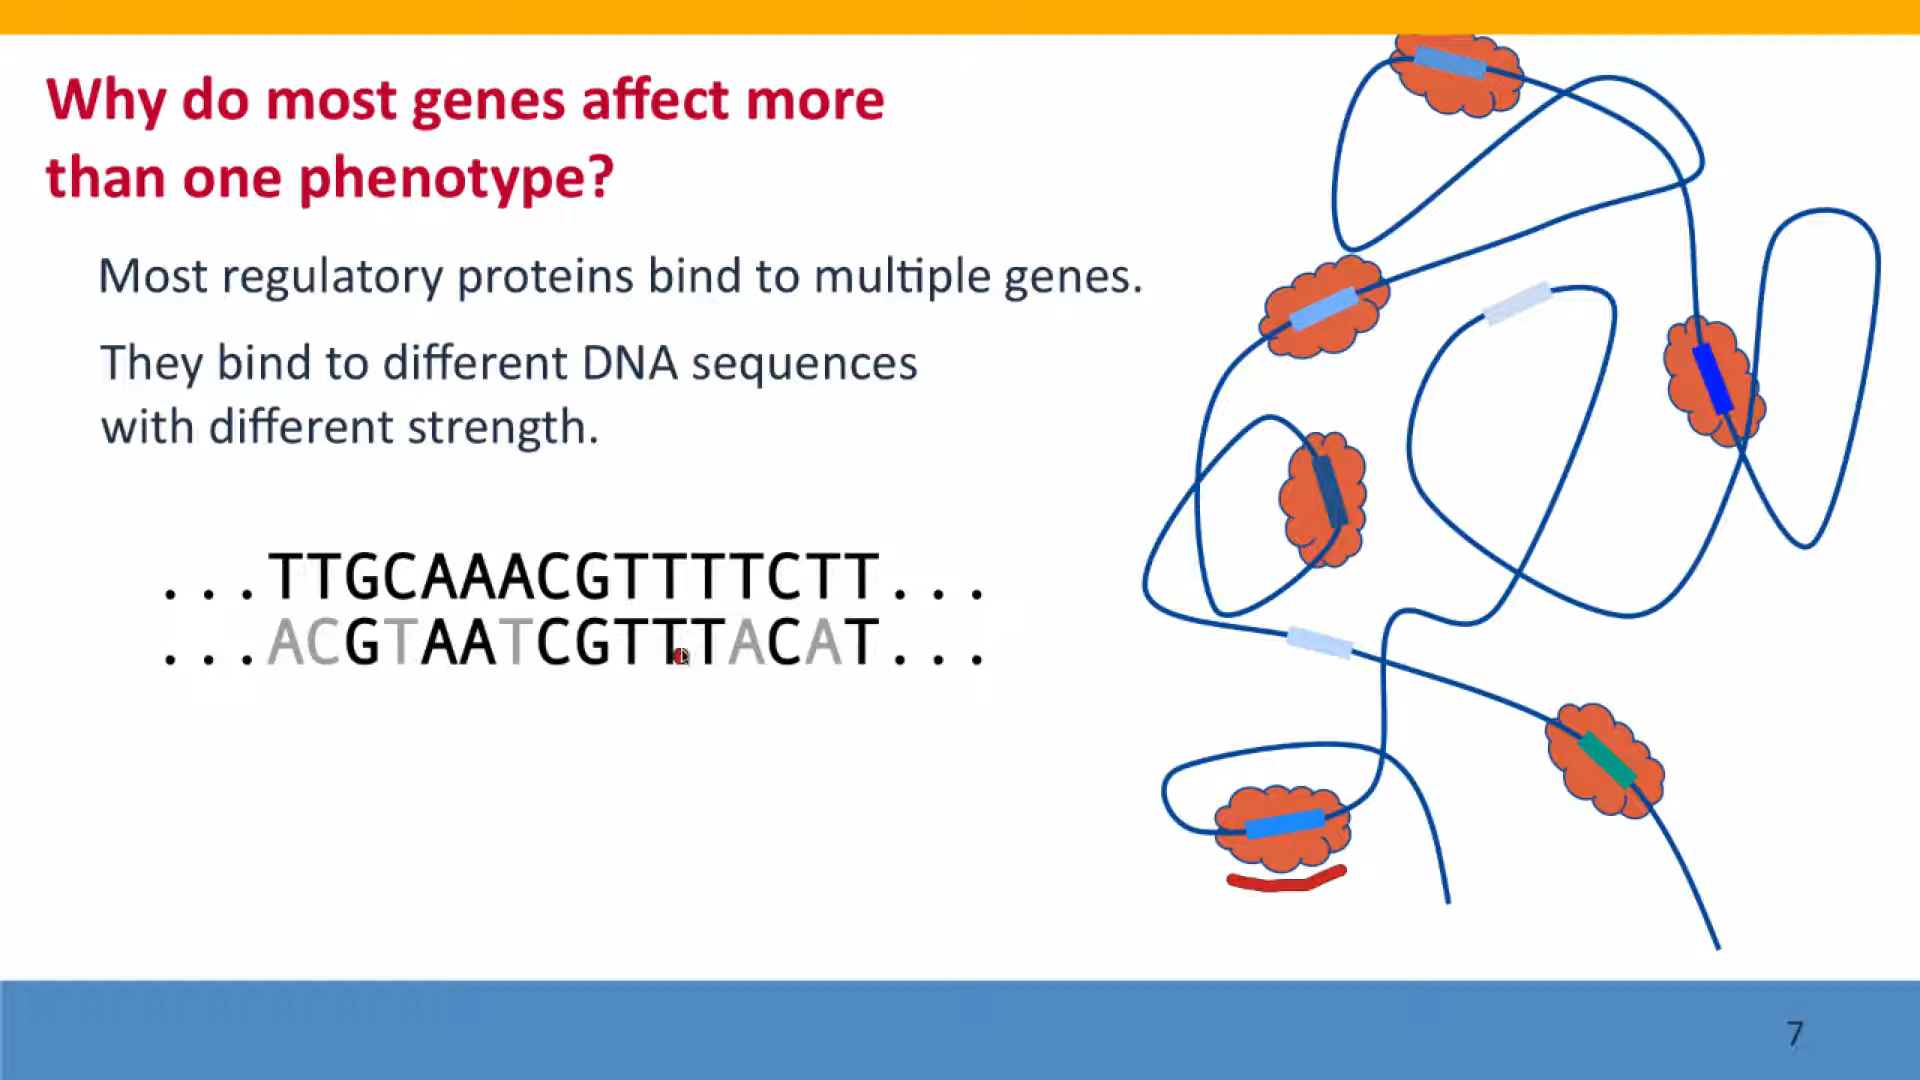 Why do most genes affect more
than one phenotype?
Most regulatory proteins bind to multiple genes.
They bind to different DNA sequences
with different strength.
...TTGCAAACGTTTTCTT...
...ACGTAATCGTTTACAT...
7